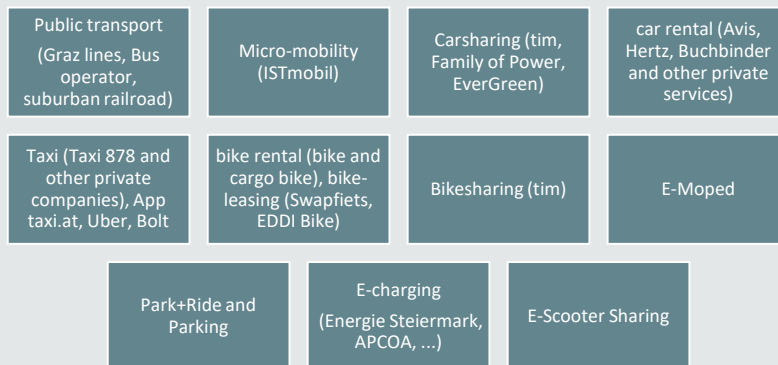 Public transport
(Graz lines, Bus
operator,
suburban railroad)
Micro-mobility
(ISTmobil)
Carsharing (tim,
Family of Power,
EverGreen)
car rental (Avis,
Hertz, Buchbinder
and other private
services)
Taxi (Taxi 878 and
other private
companies), App
taxi.at, Uber, Bolt
bike rental (bike and
cargo bike), bike-
leasing (Swapfiets,
EDDI Bike)
Bikesharing (tim)
E-Moped
Park+Ride and
Parking
E-charging
(Energie Steiermark,
APCOA, ...)
E-Scooter Sharing